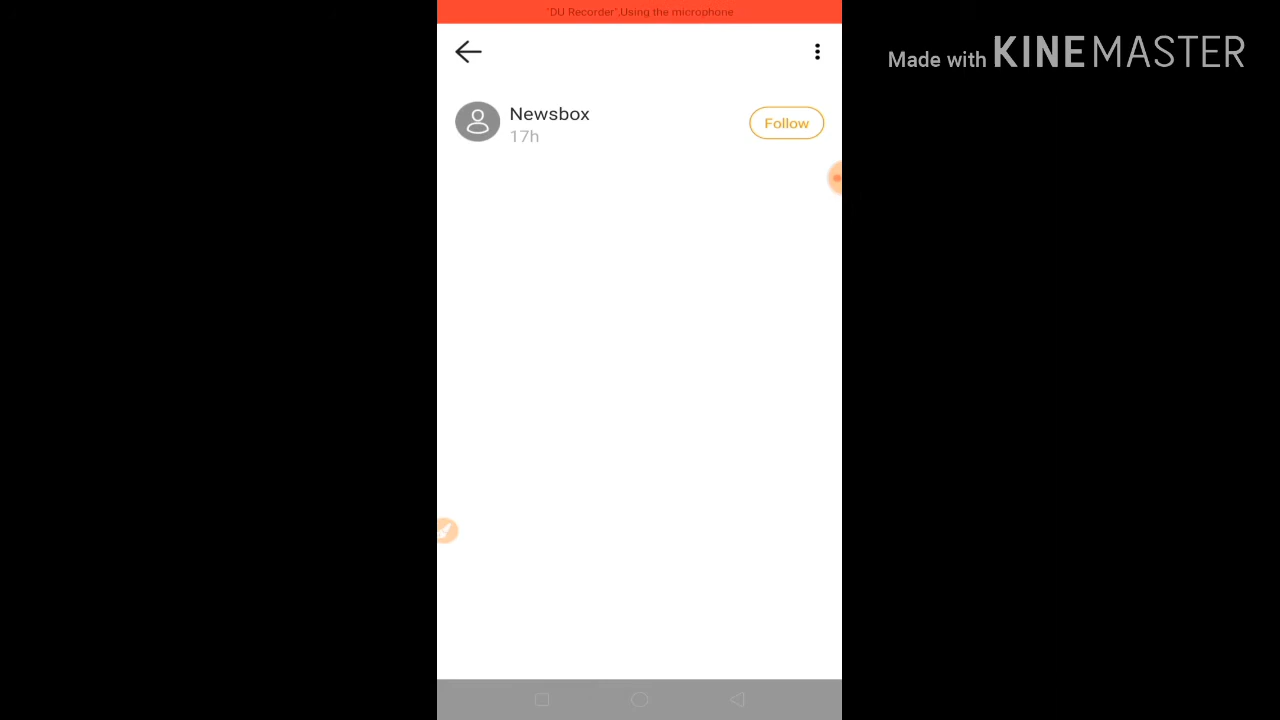 "DU Recorder",Using the microphone
Made with KINEMASTER
Newsbox
Follow
17h